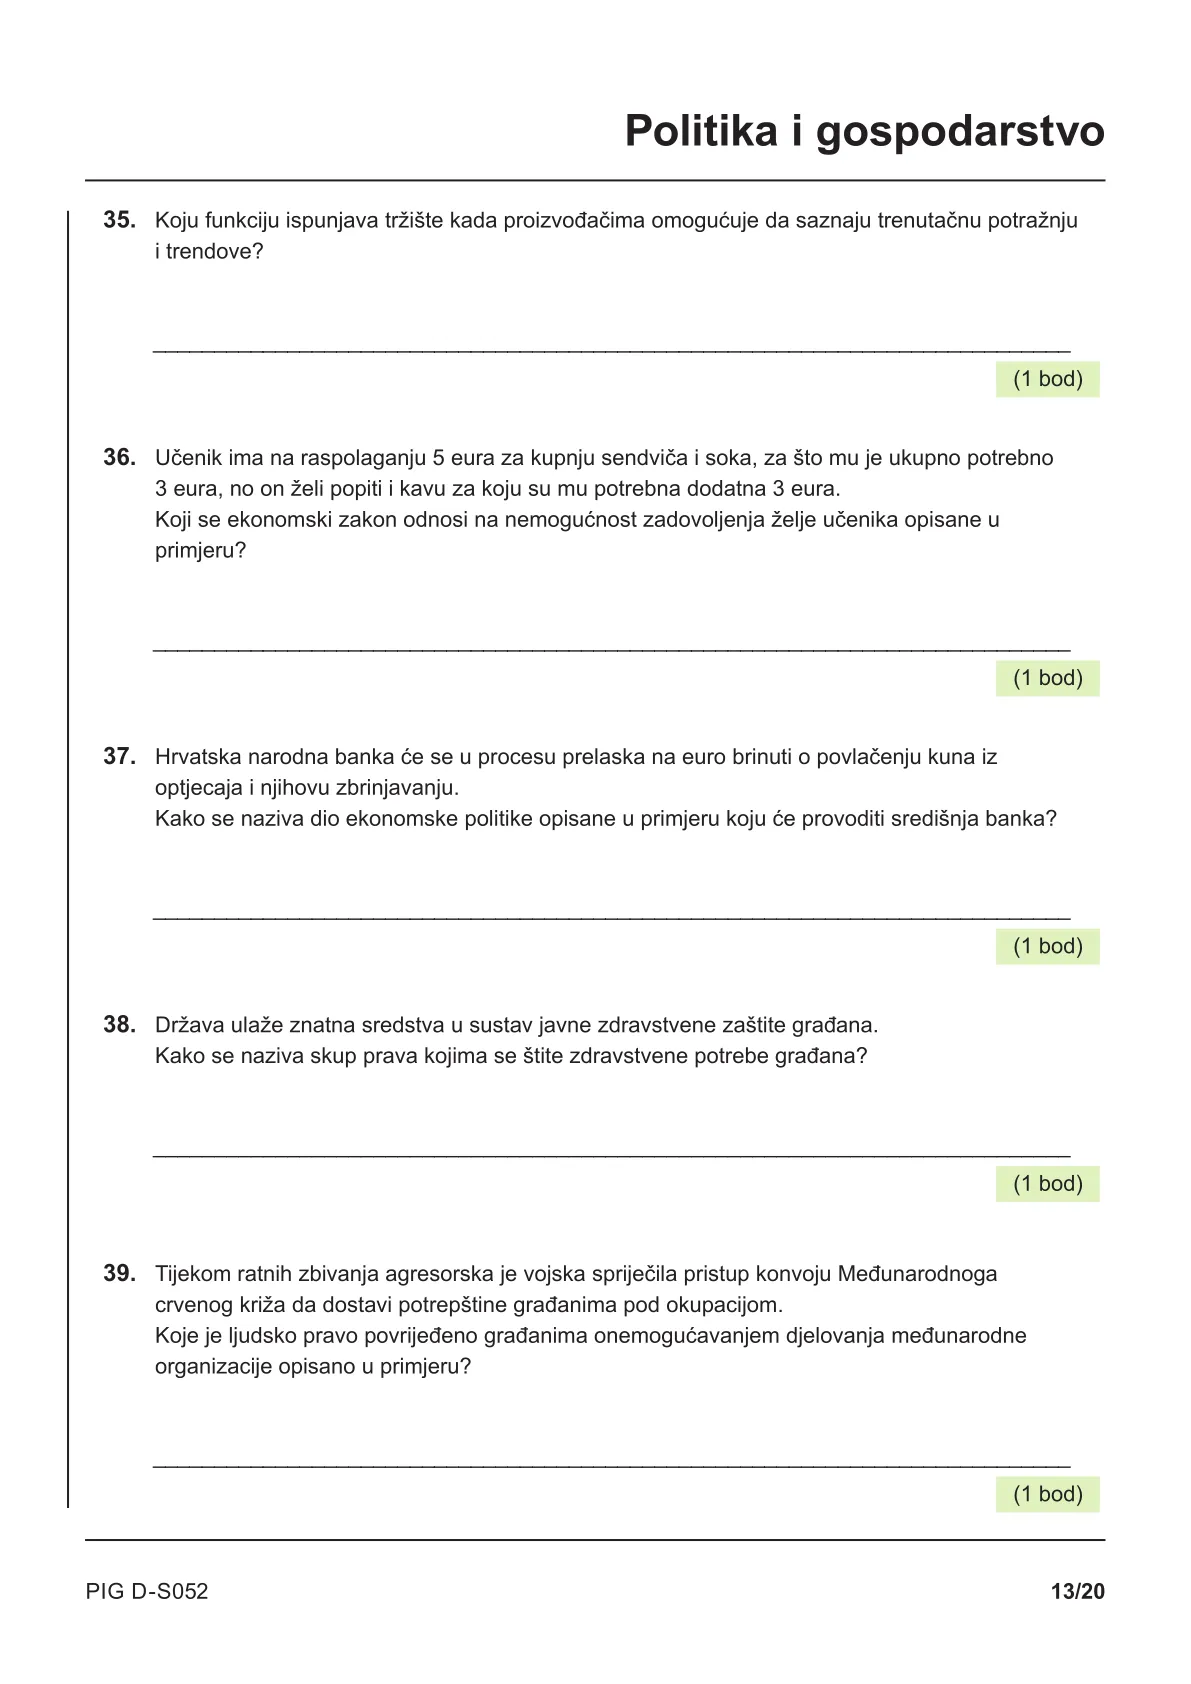 Politika i gospodarstvo
35. Koju funkciju ispunjava tržište kada proizvođačima omogućuje da saznaju trenutačnu potražnju
i trendove?
(1 bod)
36. Učenik ima na raspolaganju 5 eura za kupnju sendviča i soka, za što mu je ukupno potrebno
3 eura, no on želi popiti i kavu za koju su mu potrebna dodatna 3 eura.
Koji se ekonomski zakon odnosi na nemogućnost zadovoljenja želje učenika opisane u
primjeru?
(1 bod)
37. Hrvatska narodna banka će se u procesu prelaska na euro brinuti o povlačenju kuna iz
optjecaja i njihovu zbrinjavanju.
Kako se naziva dio ekonomske politike opisane u primjeru koju će provoditi središnja banka?
(1 bod)
38. Država ulaže znatna sredstva u sustav javne zdravstvene zaštite građana.
Kako se naziva skup prava kojima se štite zdravstvene potrebe građana?
(1 bod)
39. Tijekom ratnih zbivanja agresorska je vojska spriječila pristup konvoju Međunarodnoga
crvenog križa da dostavi potrepštine građanima pod okupacijom.
Koje je ljudsko pravo povrijeđeno građanima onemogućavanjem djelovanja međunarodne
organizacije opisano u primjeru?
(1 bod)
PIG D-S052
13/20